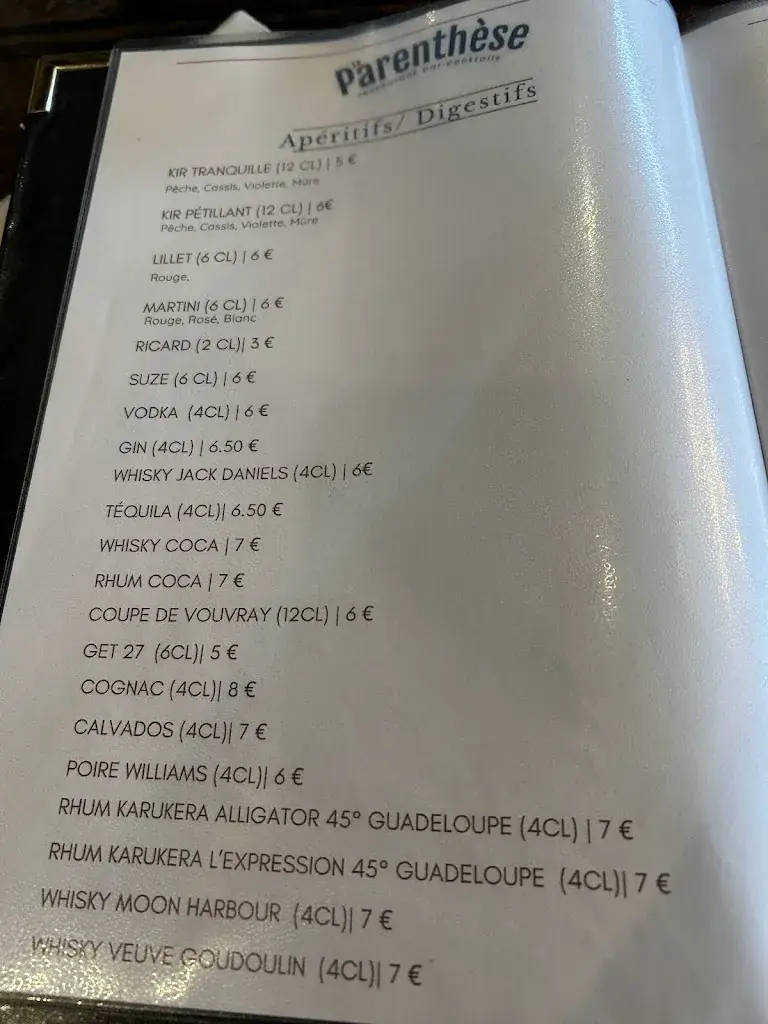 la
Parenthèse
restaurant bar cocktails
Apéritifs/ Digestifs
KIR TRANQUILLE (12 CL) | 5 €
Pêche, Cassis, Violette, Mûre
KIR PÉTILLANT (12 CL) | 6€
Pêche, Cassis, Violette, Mûre
LILLET (6 CL) | 6 €
Rouge,
MARTINI (6 CL) | 6 €
Rouge, Rosé, Blanc
RICARD (2 CL)| 3 €
SUZE (6 CL) | 6 €
VODKA (4CL) | 6 €
GIN (4CL) | 6.50 €
WHISKY JACK DANIELS (4CL) | 6€
TÉQUILA (4CL)| 6.50 €
WHISKY COCA | 7 €
RHUM COCA | 7 €
COUPE DE VOUVRAY (12CL) | 6 €
GET 27 (6CL)| 5 €
COGNAC (4CL)| 8 €
CALVADOS (4CL)| 7 €
POIRE WILLIAMS (4CL)| 6 €
RHUM KARUKERA ALLIGATOR 45° GUADELOUPE (4CL) | 7 €
RHUM KARUKERA L'EXPRESSION 45° GUADELOUPE (4CL)| 7 €
WHISKY MOON HARBOUR (4CL)| 7 €
WHISKY VEUVE GOUDOULIN (4CL)| 7 €